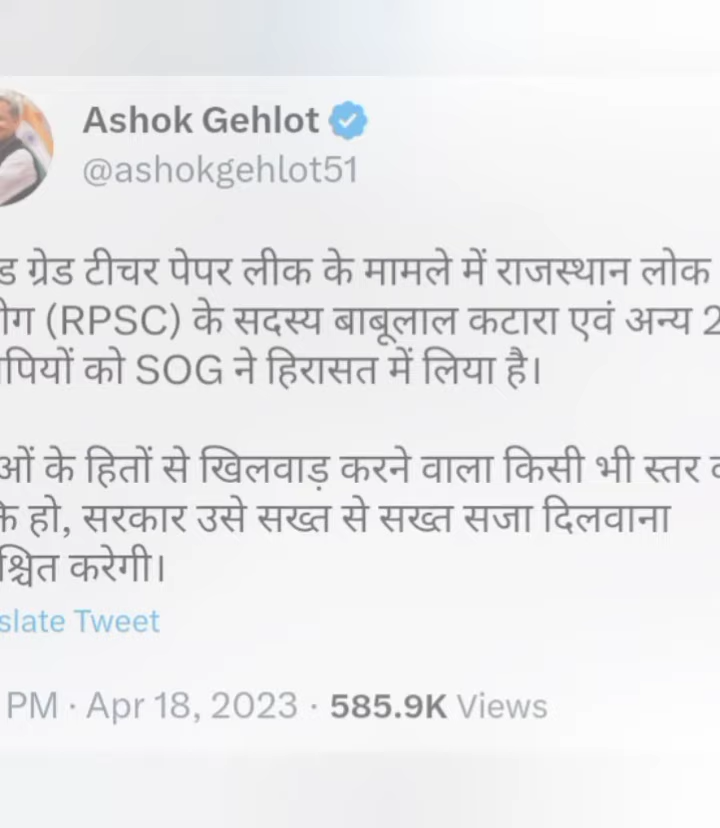 Ashok Gehlot
@ashokgehlot51
ग्रेड टीचर पेपर लीक के मामले में राजस्थान लोक
(RPSC) के सदस्य बाबूलाल कटारा एवं अन्य 2
को SOG ने हिरासत में लिया है।
के हितों से खिलवाड़ करने वाला किसी भी स्तर
हो, सरकार उसे सख्त से सख्त सजा दिलवाना
करेगी।
slate Tweet
PM · Apr 18, 2023 · 585.9K Views